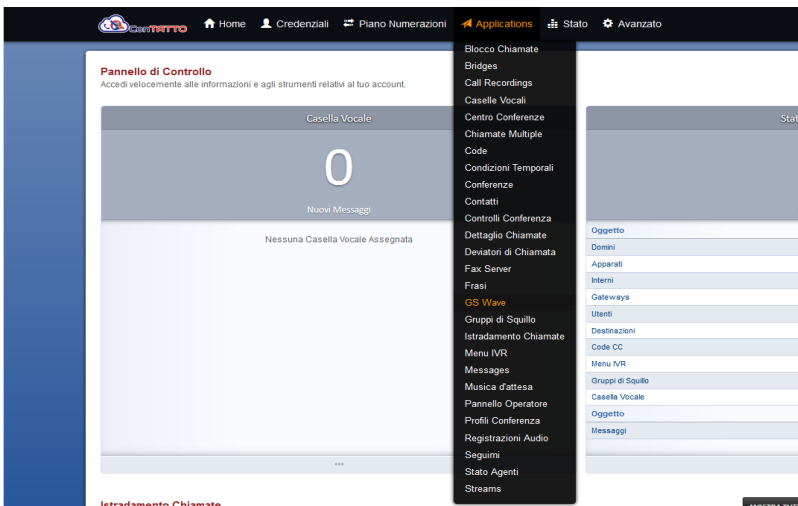 ConTATTO
Home Credenziali Piano Numerazioni Applications Stato Avanzato
Blocco Chiamate
Bridges
Call Recordings
Caselle Vocali
Centro Conferenze
Chiamate Multiple
Code
Condizioni Temporali
Conferenze
Contatti
Controlli Conferenza
Dettaglio Chiamate
Deviatori di Chiamata
Fax Server
Frasi
GS Wave
Gruppi di Squillo
Istradamento Chiamate
Menu IVR
Messages
Musica d'attesa
Pannello Operatore
Profili Conferenza
Registrazioni Audio
Seguimi
Stato Agenti
Streams
Pannello di Controllo
Accedi velocemente alle informazioni e agli strumenti relativi al tuo account.
Casella Vocale
0
Nuovi Messaggi
Nessuna Casella Vocale Assegnata
Oggetto
Domini
Apparati
Interni
Gateways
Utenti
Destinazioni
Code CC
Menu IVR
Gruppi di Squillo
Casella Vocale
Oggetto
Messaggi
Istradamento Chiamate